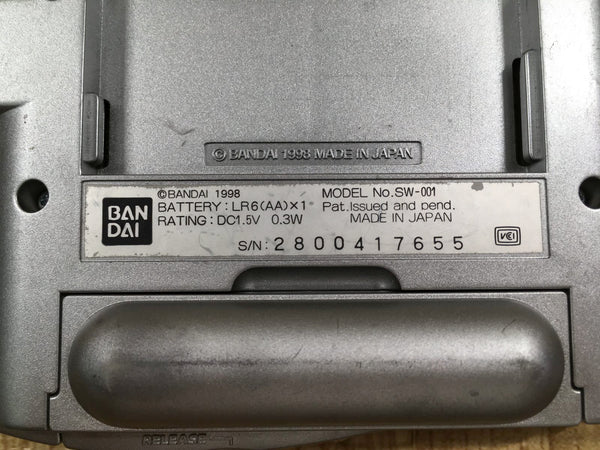 © BANDAI 1998 MADE IN JAPAN
BAN
DAI
©BANDAI 1998
BATTERY:LR6(AA)×1
RATING: DC1.5V 0.3W
MODEL No.SW-001
Pat.Issued and pend.
MADE IN JAPAN
S/N: 2800417655
VCI
RELEASE